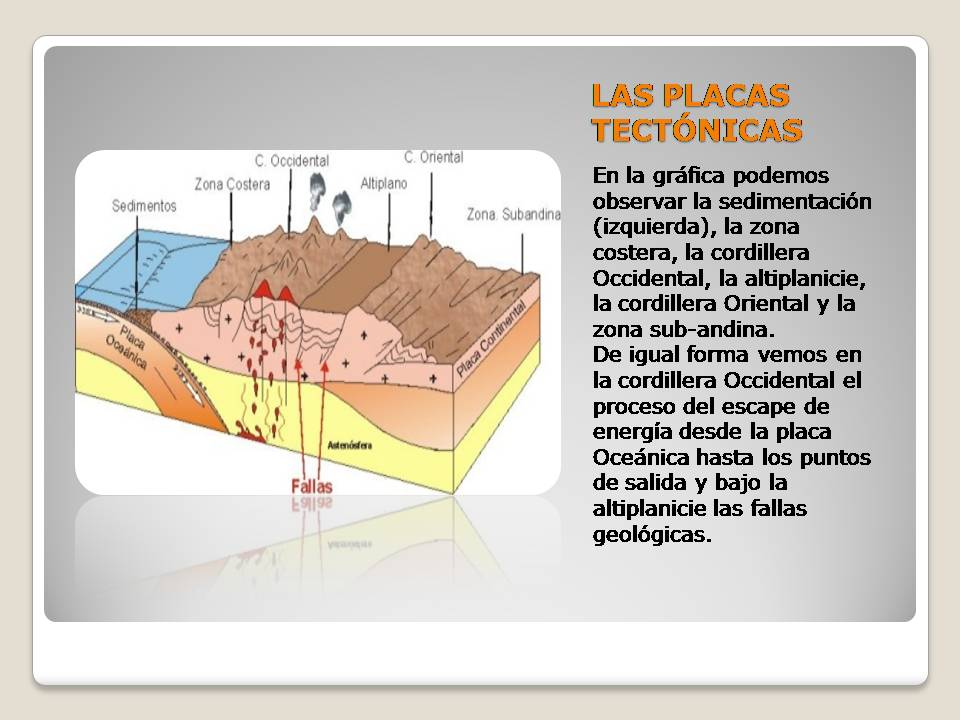 LAS PLACAS
TECTÓNICAS
En la gráfica podemos
observar la sedimentación
(izquierda), la zona
costera, la cordillera
Occidental, la altiplanicie,
la cordillera Oriental y la
zona sub-andina.
De igual forma vemos en
la cordillera Occidental el
proceso del escape de
energía desde la placa
Oceánica hasta los puntos
de salida y bajo la
altiplanicie las fallas
geológicas.
C. Occidental
C. Oriental
Zona Costera
Altiplano
Sedimentos
Zona. Subandina
Placa
Oceánica
Placa Continental
Astenósfera
Fallas